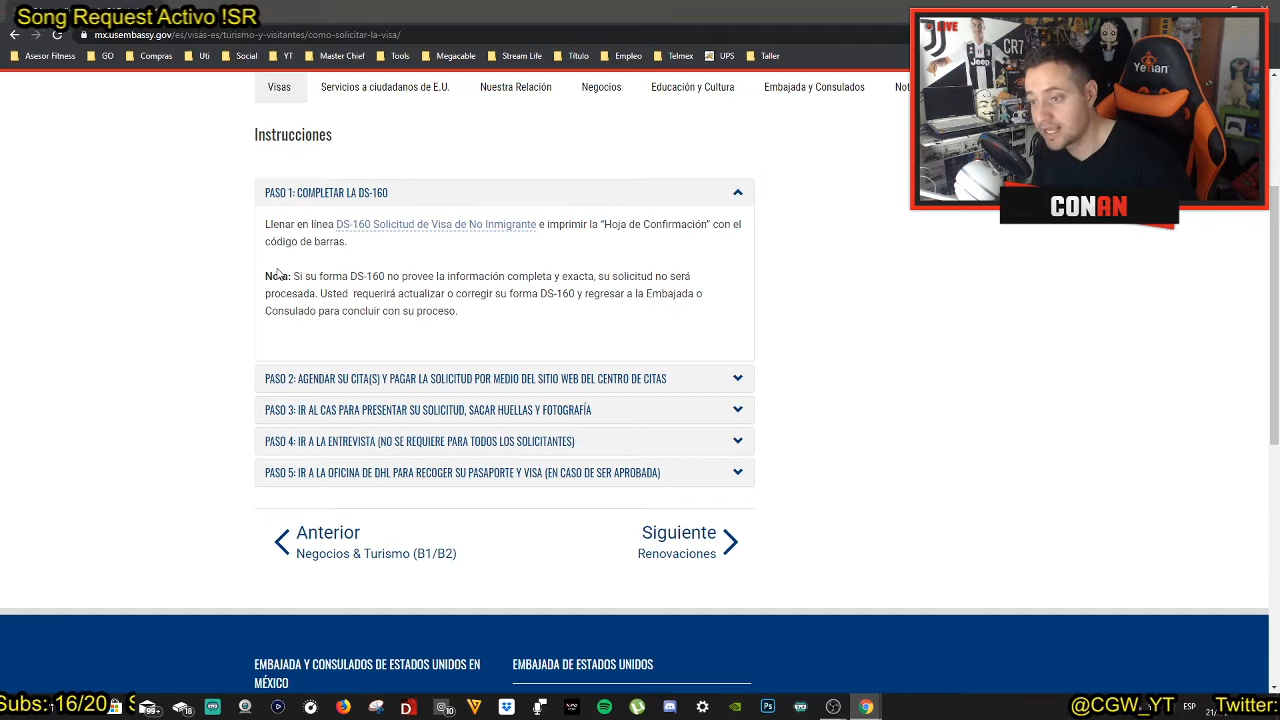 Song Request Activo !SR
mx.usembassy.gov/es/visas-es/turismo
Asesor Fitness
GO
Compras
Uti
Social
Master Chef
Tools
Mesecable
Stream Labs
Título
Empleo
Telmex
UPS
Taller
Visas
Servicios a ciudadanos de E.U.
Nuestra Relación
Negocios
Educación y Cultura
Embajada y Consulados
Instrucciones
PASO 1: COMPLETAR LA DS-160
Llenar en línea DS-160 Solicitud de Visa de No Inmigrante e imprimir la “Hoja de Confirmación” con el
código de barras.
Nota: Si su forma DS-160 no provee la información completa y exacta, su solicitud no será
procesada. Usted requerirá actualizar o corregir su forma DS-160 y regresar a la Embajada o
Consulado para concluir con su proceso.
PASO 2: AGENDAR SU CITA(S) Y PAGAR LA SOLICITUD POR MEDIO DEL SITIO WEB DEL CENTRO DE CITAS
PASO 3: IR AL CAS PARA PRESENTAR SU SOLICITUD, SACAR HUELLAS Y FOTOGRAFÍA
PASO 4: IR A LA ENTREVISTA (NO SE REQUIERE PARA TODOS LOS SOLICITANTES)
PASO 5: IR A LA OFICINA DE DHL PARA RECOGER SU PASAPORTE Y VISA (EN CASO DE SER APROBADA)
Anterior
Negocios & Turismo (B1/B2)
Siguiente
Renovaciones
EMBAJADA Y CONSULADOS DE ESTADOS UNIDOS EN
MÉXICO
EMBAJADA DE ESTADOS UNIDOS
LIVE
CR7
Jeep
Yeyian
CONAN
Subs: 16/20
ESP
@CGW_YT
Twitter: